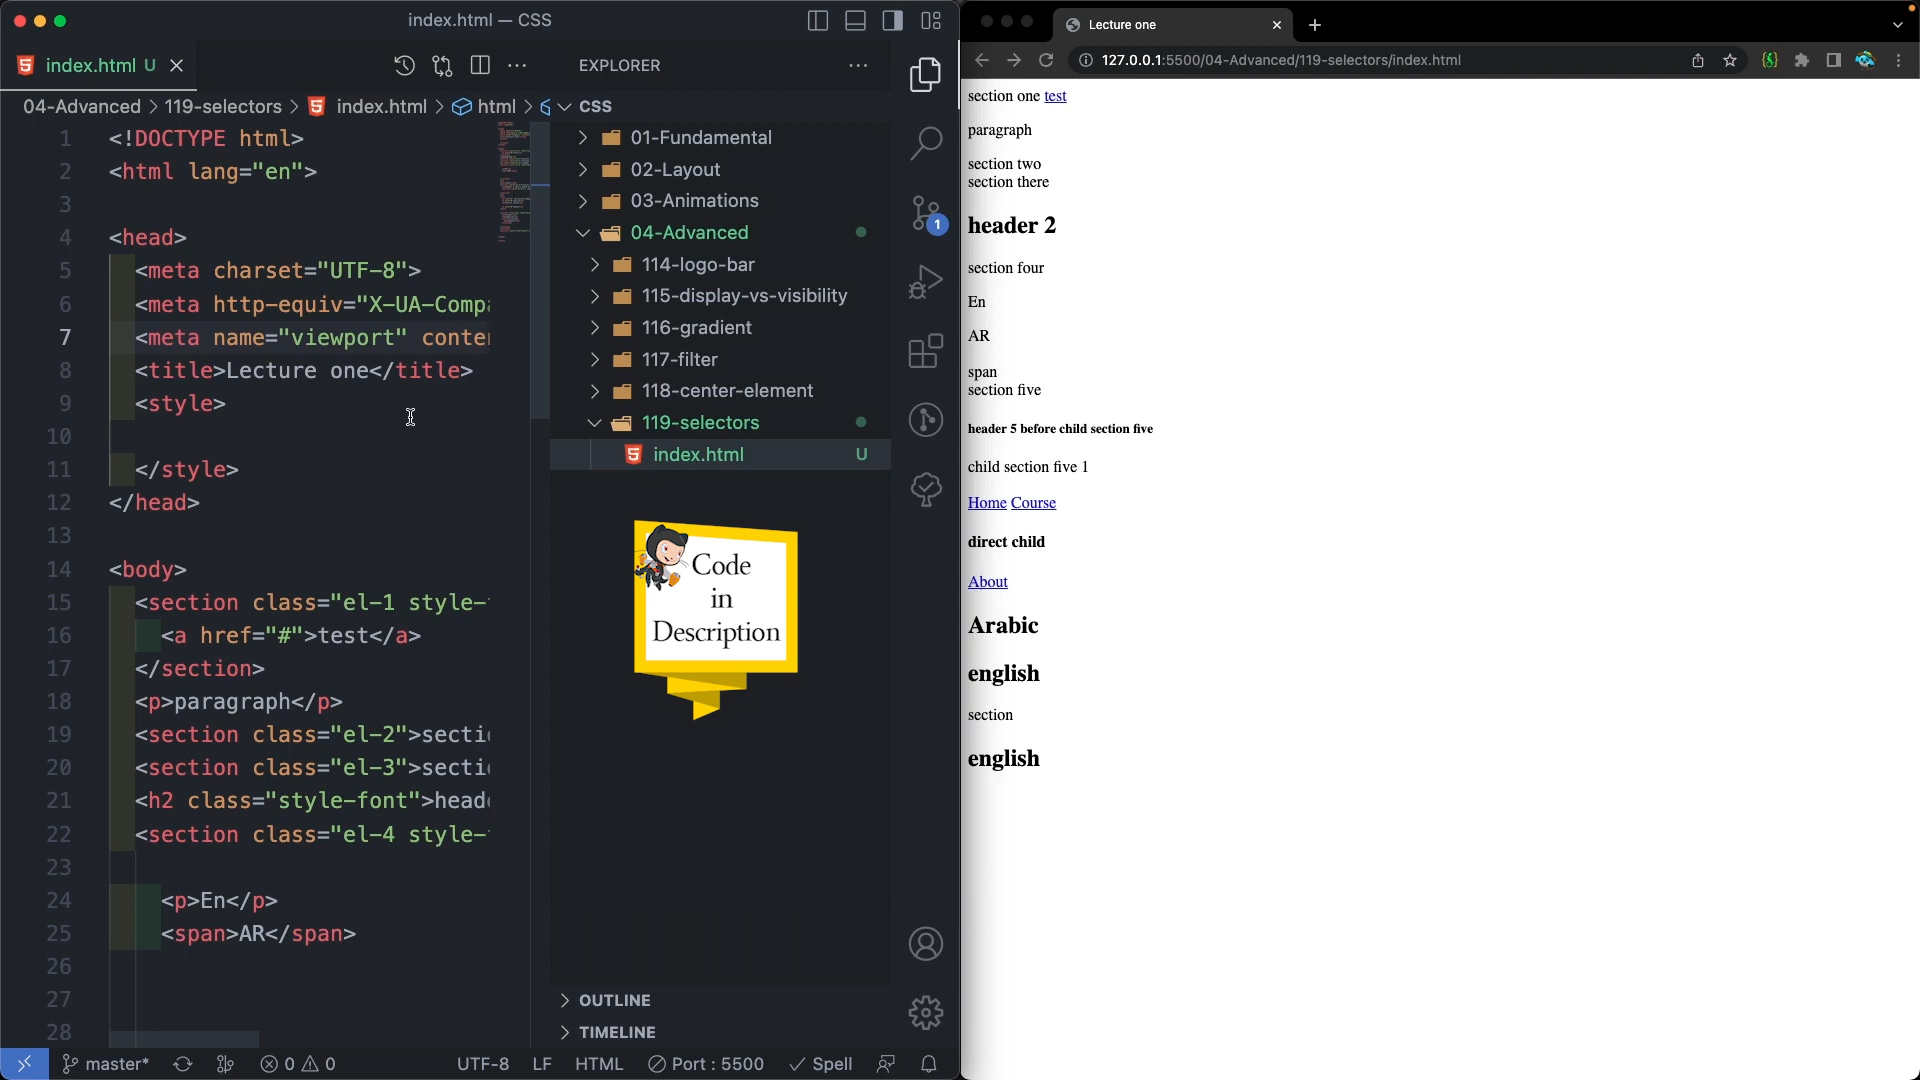 index.html — CSS
index.html U
EXPLORER
04-Advanced > 119-selectors > index.html > html >
CSS
1 <!DOCTYPE html>
2 <html lang="en">
3
4 <head>
5 <meta charset="UTF-8">
6 <meta http-equiv="X-UA-Compa
7 <meta name="viewport" conten
8 <title>Lecture one</title>
9 <style>
10
11 </style>
12 </head>
13
14 <body>
15 <section class="el-1 style-
16 <a href="#">test</a>
17 </section>
18 <p>paragraph</p>
19 <section class="el-2">sectio
20 <section class="el-3">sectio
21 <h2 class="style-font">heade
22 <section class="el-4 style-
23
24 <p>En</p>
25 <span>AR</span>
26
27
28
01-Fundamental
02-Layout
03-Animations
04-Advanced
114-logo-bar
115-display-vs-visibility
116-gradient
117-filter
118-center-element
119-selectors
index.html U
Code
in
Description
OUTLINE
TIMELINE
1
master* 0 0 UTF-8 LF HTML Port : 5500 Spell
Lecture one
127.0.0.1:5500/04-Advanced/119-selectors/index.html
section one test
paragraph
section two
section there
header 2
section four
En
AR
span
section five
header 5 before child section five
child section five 1
Home Course
direct child
About
Arabic
english
section
english